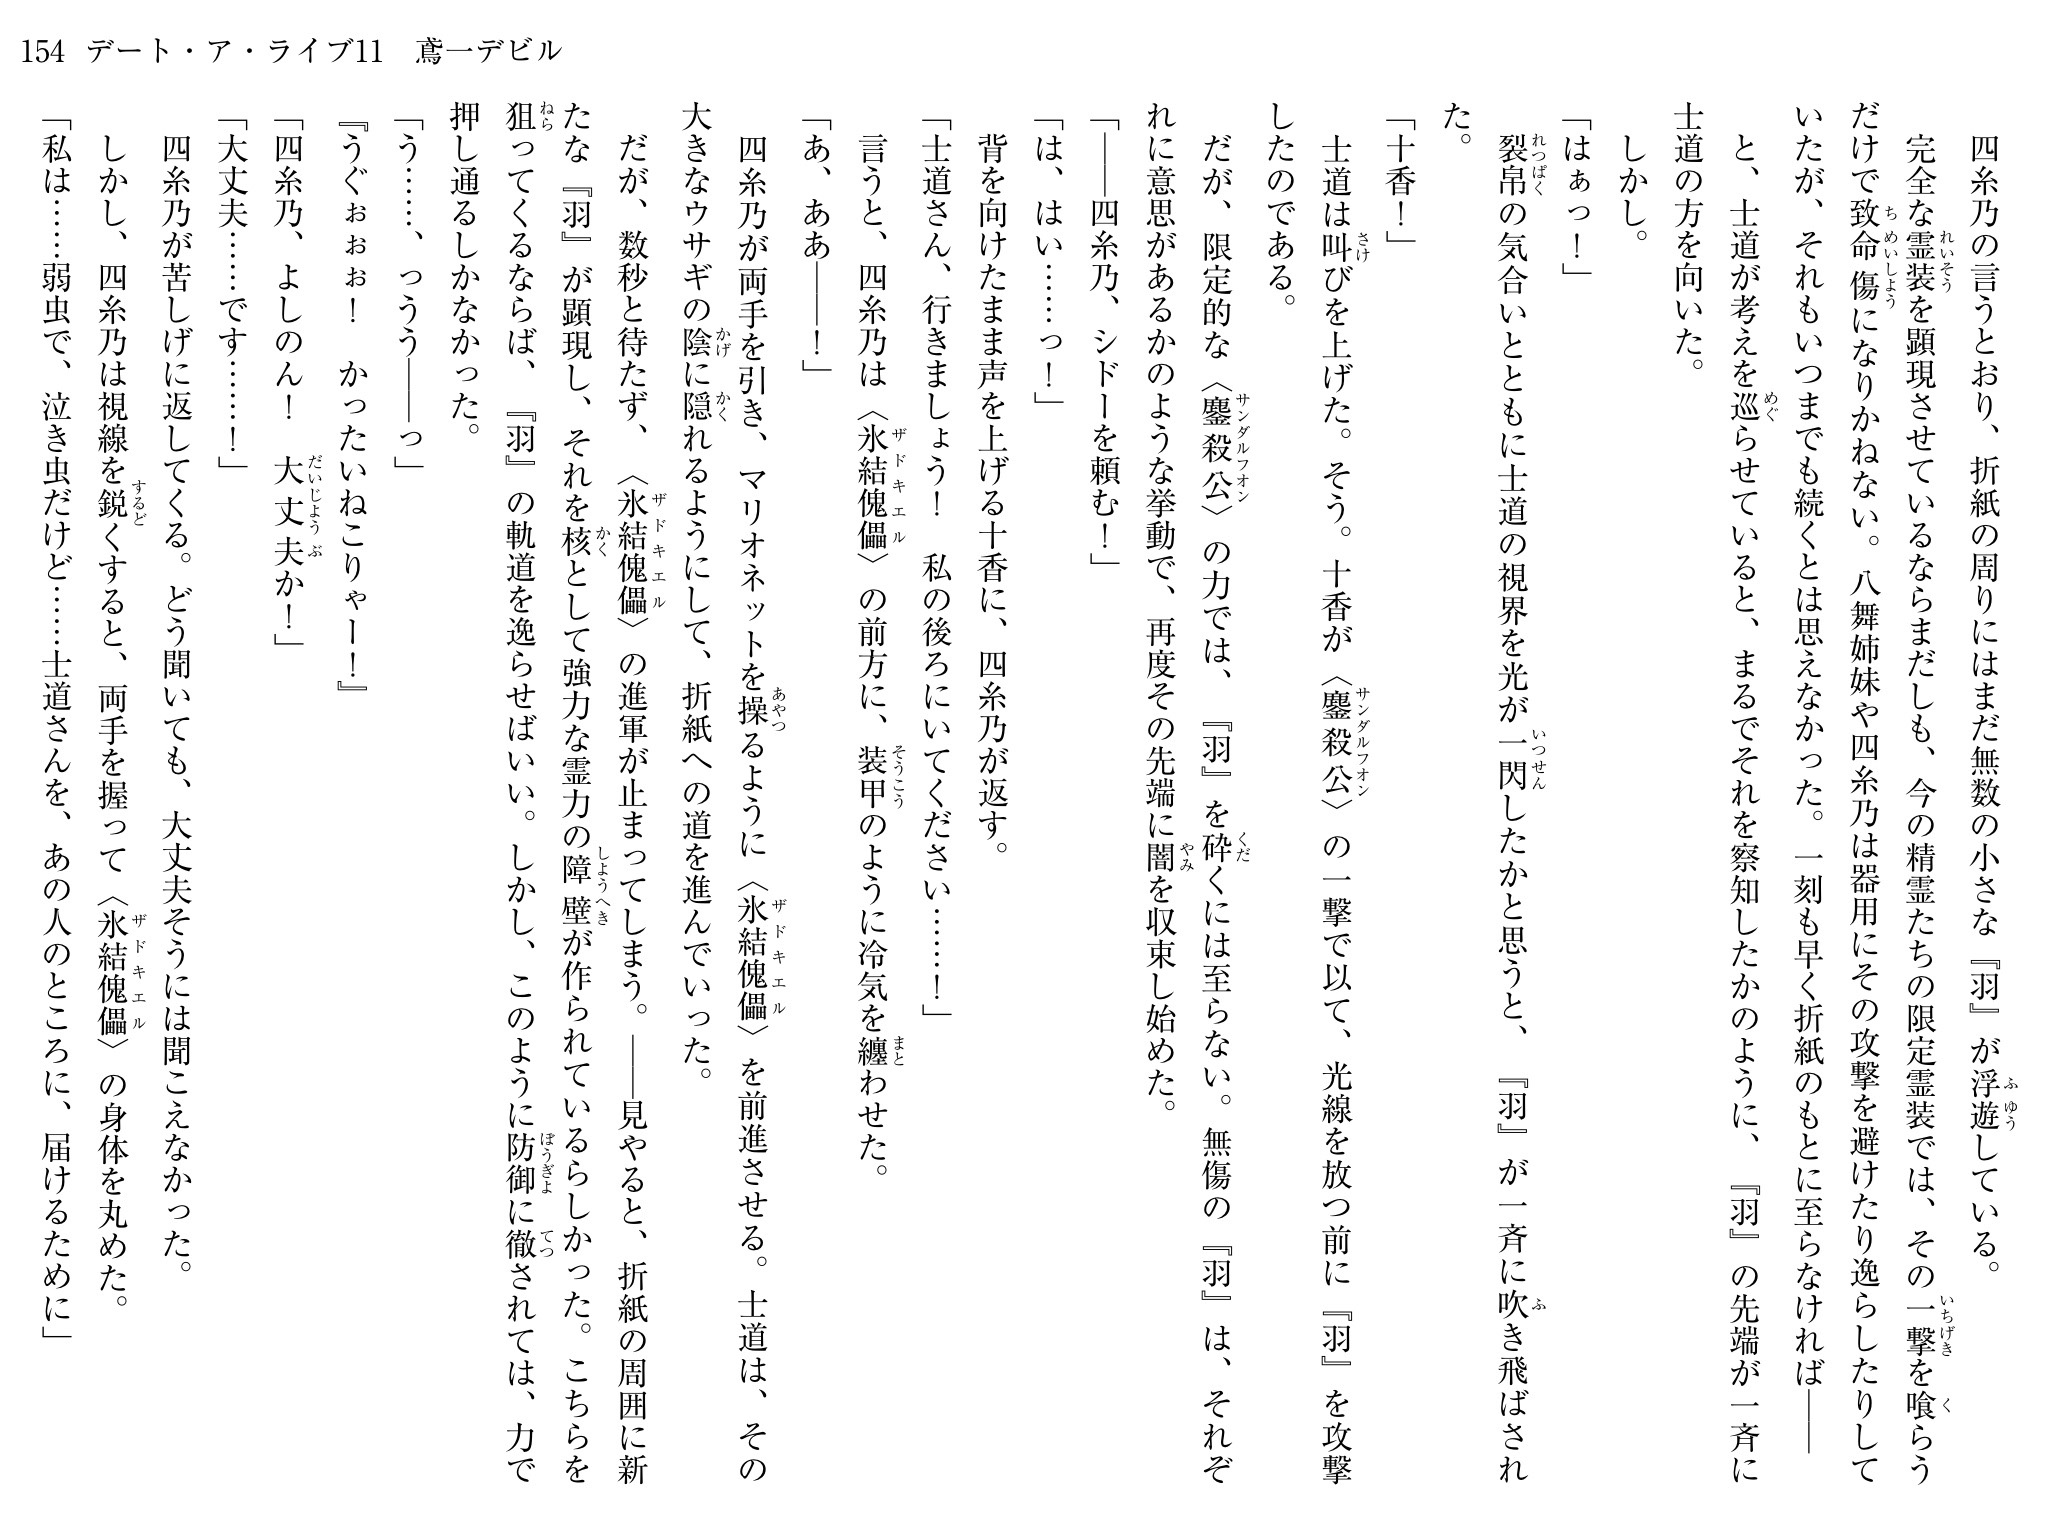 154 デート・ア・ライブ11　鳶一デビル
　四糸乃の言うとおり、折紙の周りにはまだ無数の小さな『羽』が浮遊している。
　完全な霊装を顕現させているならまだしも、今の精霊たちの限定霊装では、その一撃を喰らう
だけで致命傷になりかねない。八舞姉妹や四糸乃は器用にその攻撃を避けたり逸らしたりして
いたが、それもいつまでも続くとは思えなかった。一刻も早く折紙のもとに至らなければ――
　と、士道が考えを巡らせていると、まるでそれを察知したかのように、『羽』の先端が一斉に
士道の方を向いた。
　しかし。
「はぁっ！」
　裂帛の気合いとともに士道の視界を光が一閃したかと思うと、『羽』が一斉に吹き飛ばされ
た。
「十香！」
　士道は叫びを上げた。そう。十香が〈鏖殺公〉の一撃で以て、光線を放つ前に『羽』を攻撃
したのである。
　だが、限定的な〈鏖殺公〉の力では、『羽』を砕くには至らない。無傷の『羽』は、それぞ
れに意思があるかのような挙動で、再度その先端に闇を収束し始めた。
「――四糸乃、シドーを頼む！」
「は、はい……っ！」
　背を向けたまま声を上げる十香に、四糸乃が返す。
「士道さん、行きましょう！　私の後ろにいてください……！」
　言うと、四糸乃は〈氷結傀儡〉の前方に、装甲のように冷気を纏わせた。
「あ、ああ――！」
　四糸乃が両手を引き、マリオネットを操るように〈氷結傀儡〉を前進させる。士道は、その
大きなウサギの陰に隠れるようにして、折紙への道を進んでいった。
　だが、数秒と待たず、〈氷結傀儡〉の進軍が止まってしまう。――見やると、折紙の周囲に新
たな『羽』が顕現し、それを核として強力な霊力の障壁が作られているらしかった。こちらを
狙ってくるならば、『羽』の軌道を逸らせばいい。しかし、このように防御に徹されては、力で
押し通るしかなかった。
「う……、っうう――っ」
『うぐぉぉぉ！　かったいねこりゃー！』
「四糸乃、よしのん！　大丈夫か！」
「大丈夫……です……！」
　四糸乃が苦しげに返してくる。どう聞いても、大丈夫そうには聞こえなかった。
　しかし、四糸乃は視線を鋭くすると、両手を握って〈氷結傀儡〉の身体を丸めた。
「私は……弱虫で、泣き虫だけど……士道さんを、あの人のところに、届けるために」